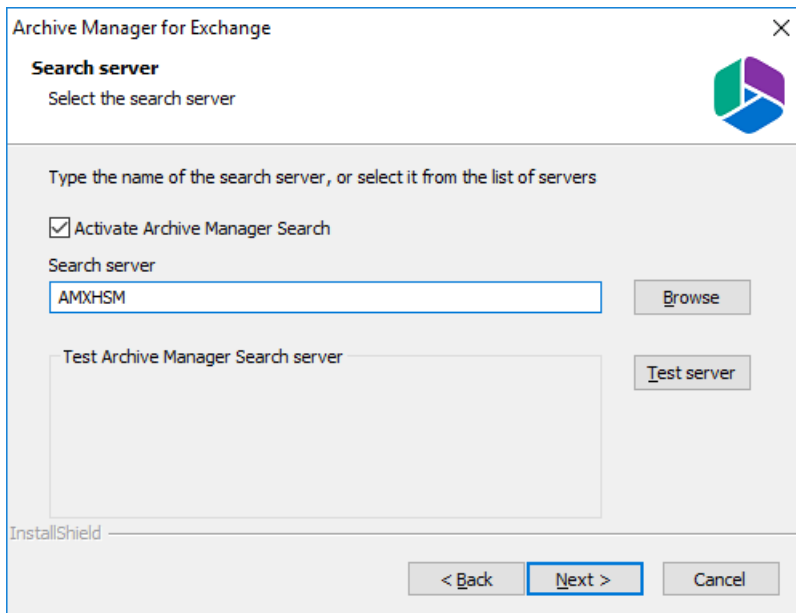 Archive Manager for Exchange
Search server
Select the search server
Type the name of the search server, or select it from the list of servers
Activate Archive Manager Search
Search server
AMXHSM
Browse
Test Archive Manager Search server
Test server
InstallShield
< Back
Next >
Cancel